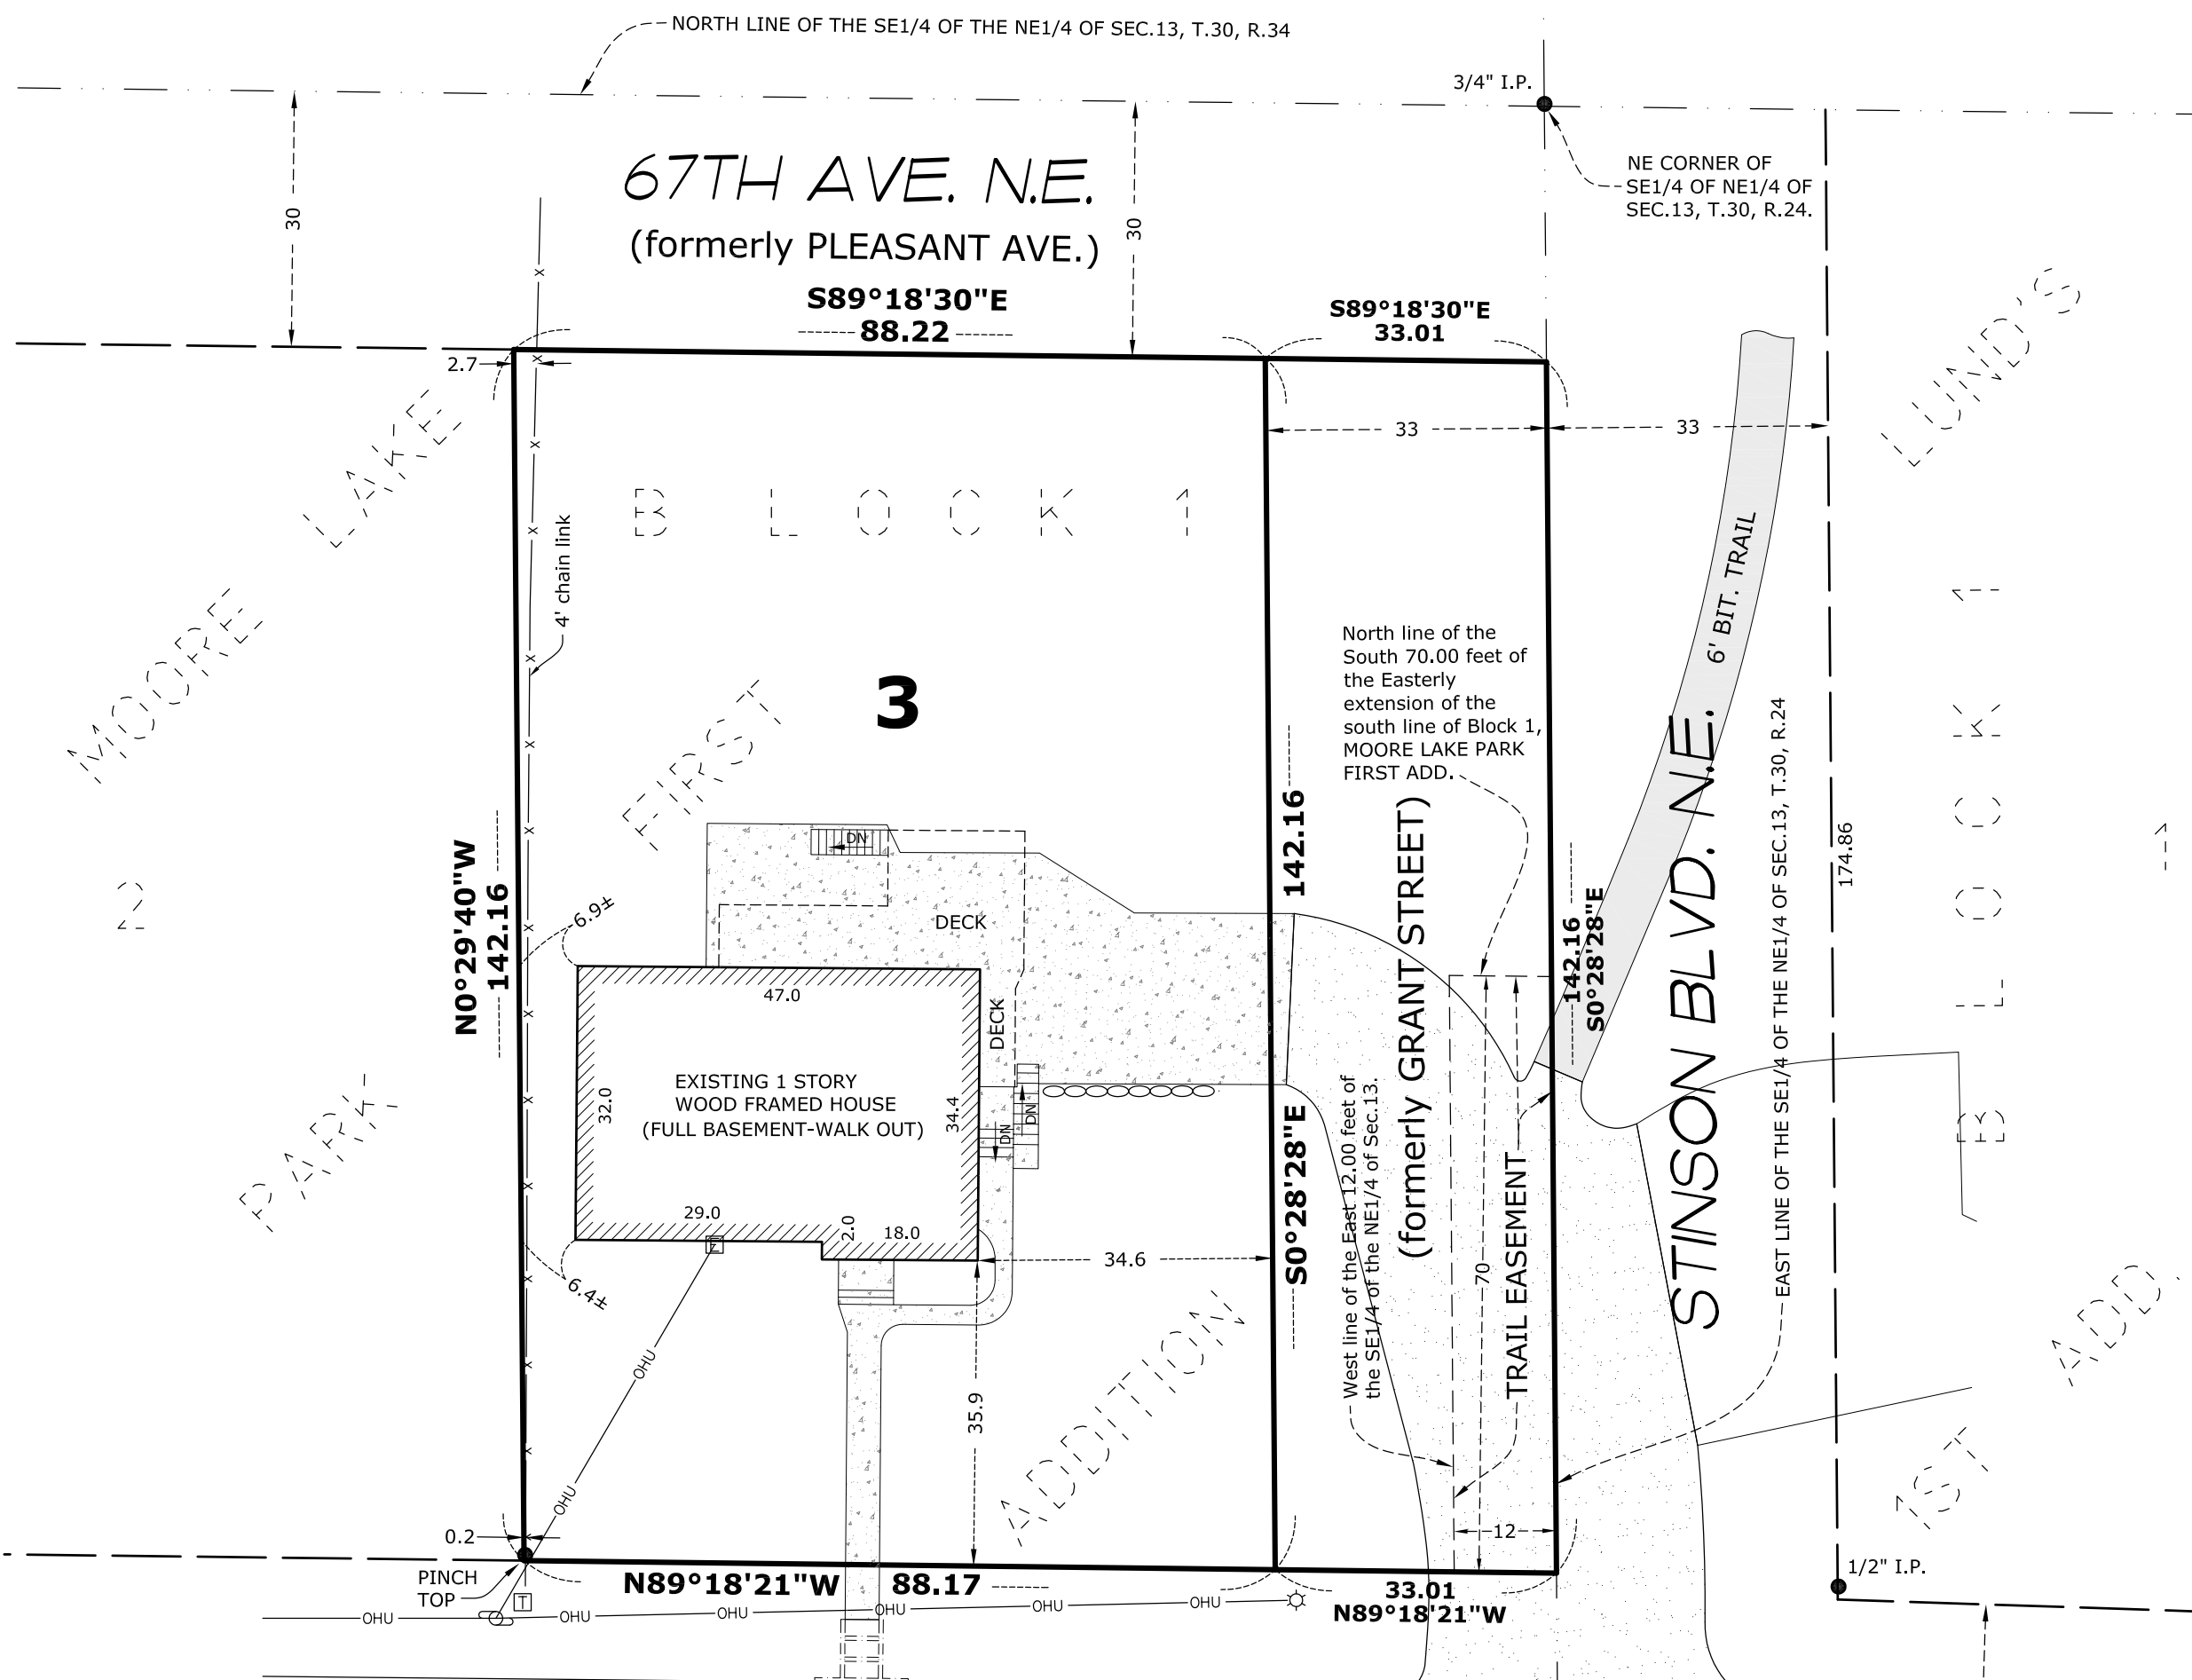 NORTH LINE OF THE SE1/4 OF THE NE1/4 OF SEC.13, T.30, R.34
3/4" I.P.
NE CORNER OF
SE1/4 OF NE1/4 OF
SEC.13, T.30, R.24.
30
30
67TH AVE. N.E.
(formerly PLEASANT AVE.)
S89°18'30"E
88.22
S89°18'30"E
33.01
2.7
33
33
MOORE LAKE
LUND'S
BLOCK 1
4' chain link
6' BIT. TRAIL
3
FIRST
North line of the
South 70.00 feet of
the Easterly
extension of the
south line of Block 1,
MOORE LAKE PARK
FIRST ADD.
N0°29'40"W
142.16
2
6.9±
DN
DECK
DECK
142.16
S0°28'28"E
(formerly GRANT STREET)
142.16
S0°28'28"E
STINSON BLVD. N.E.
EAST LINE OF THE SE1/4 OF THE NE1/4 OF SEC.13, T.30, R.24
174.86
BLOCK 1
1
47.0
32.0
34.4
EXISTING 1 STORY
WOOD FRAMED HOUSE
(FULL BASEMENT-WALK OUT)
DN
DN
29.0
2.0
18.0
E
PARK
6.4±
34.6
West line of the East 12.00 feet of
the SE1/4 of the NE1/4 of Sec.13.
70
TRAIL EASEMENT
OHU
OHU
35.9
ADDITION
1ST ADD.
0.2
12
PINCH
TOP
T
N89°18'21"W
88.17
33.01
N89°18'21"W
1/2" I.P.
OHU
OHU
OHU
OHU
OHU
OHU